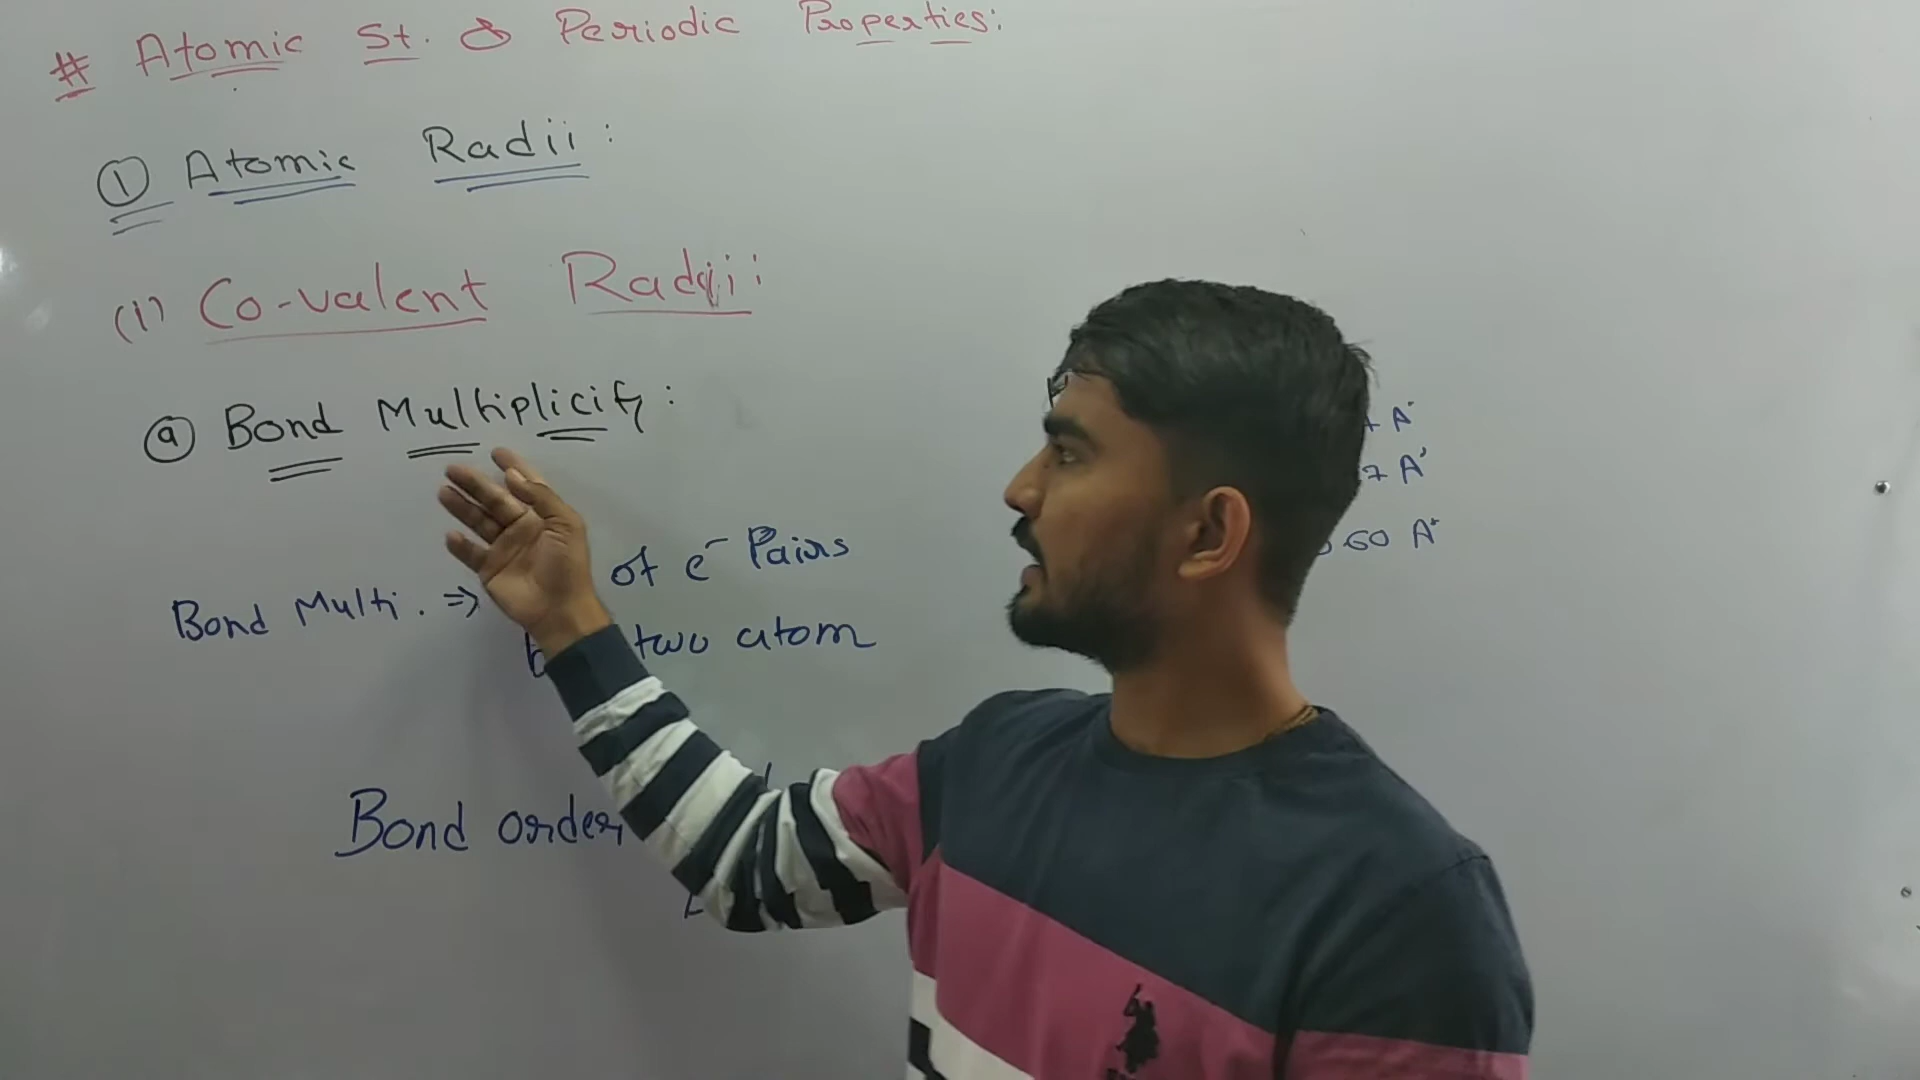 # Atomic St. & Periodic Properties:
① Atomic Radii:
(1) Co-valent Radii:
ⓐ Bond Multiplicity:
Bond Multi. ⇒ of e⁻ Pairs
two atom
Bond order
A°
7 A°
60 A°